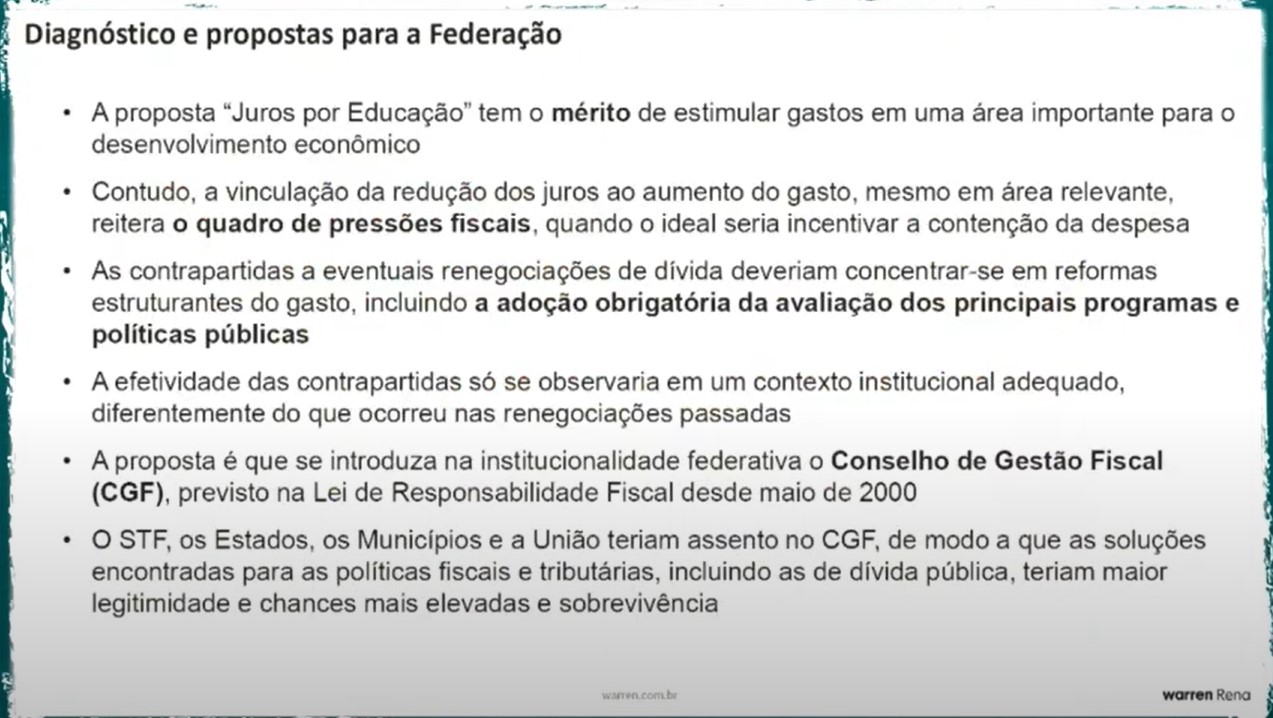 Diagnóstico e propostas para a Federação
• A proposta “Juros por Educação” tem o mérito de estimular gastos em uma área importante para o
desenvolvimento econômico
• Contudo, a vinculação da redução dos juros ao aumento do gasto, mesmo em área relevante,
reitera o quadro de pressões fiscais, quando o ideal seria incentivar a contenção da despesa
• As contrapartidas a eventuais renegociações de dívida deveriam concentrar-se em reformas
estruturantes do gasto, incluindo a adoção obrigatória da avaliação dos principais programas e
políticas públicas
• A efetividade das contrapartidas só se observaria em um contexto institucional adequado,
diferentemente do que ocorreu nas renegociações passadas
• A proposta é que se introduza na institucionalidade federativa o Conselho de Gestão Fiscal
(CGF), previsto na Lei de Responsabilidade Fiscal desde maio de 2000
• O STF, os Estados, os Municípios e a União teriam assento no CGF, de modo a que as soluções
encontradas para as políticas fiscais e tributárias, incluindo as de dívida pública, teriam maior
legitimidade e chances mais elevadas e sobrevivência
warren.com.br
warren Rena